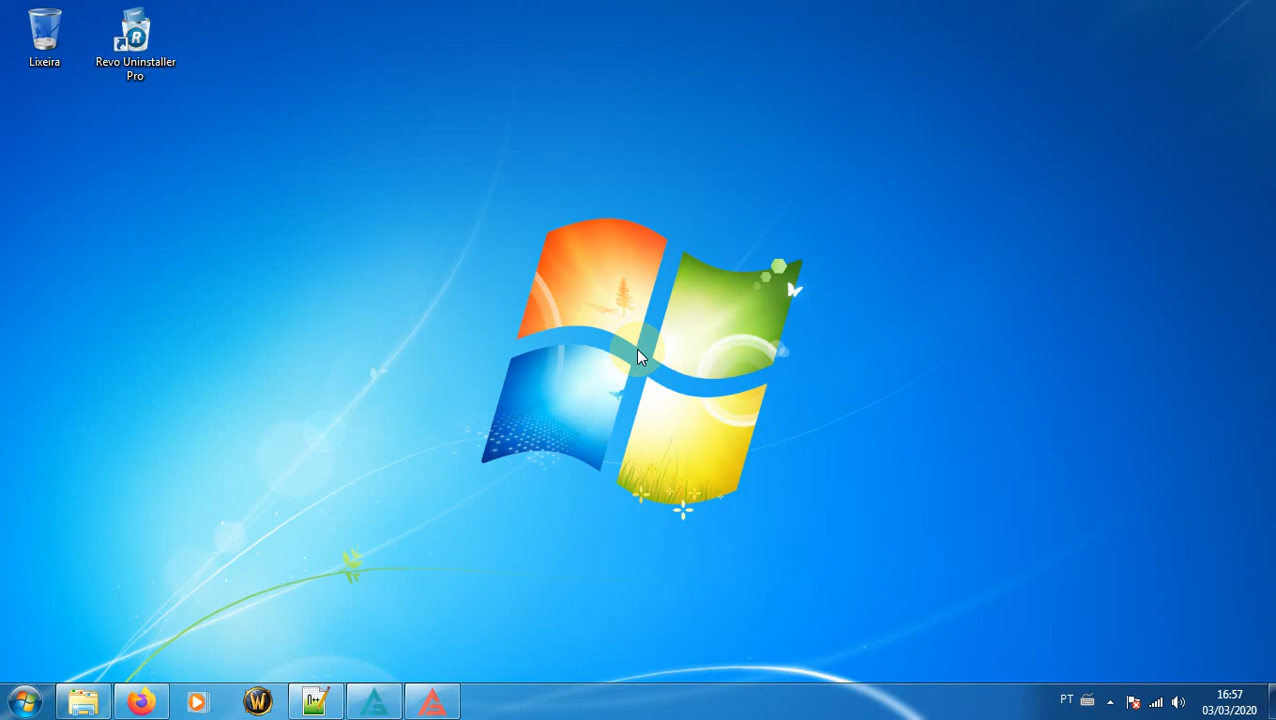 Lixeira
Revo Uninstaller
Pro
R
W
n++
PT
16:57
03/03/2020